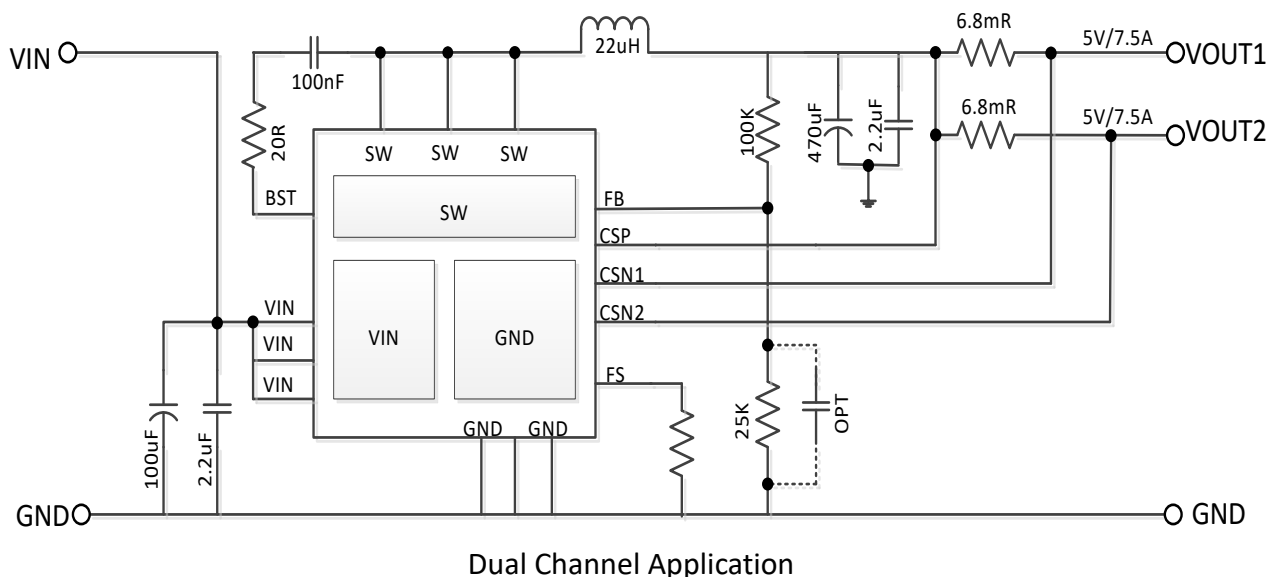 VIN
100nF
20R
BST
22uH
6.8mR
5V/7.5A
VOUT1
6.8mR
5V/7.5A
VOUT2
100K
470uF
2.2uF
SW SW SW
SW
FB
CSP
CSN1
CSN2
VIN
VIN
VIN
VIN
GND
FS
GND GND
100uF
2.2uF
25K
OPT
GND
GND
Dual Channel Application